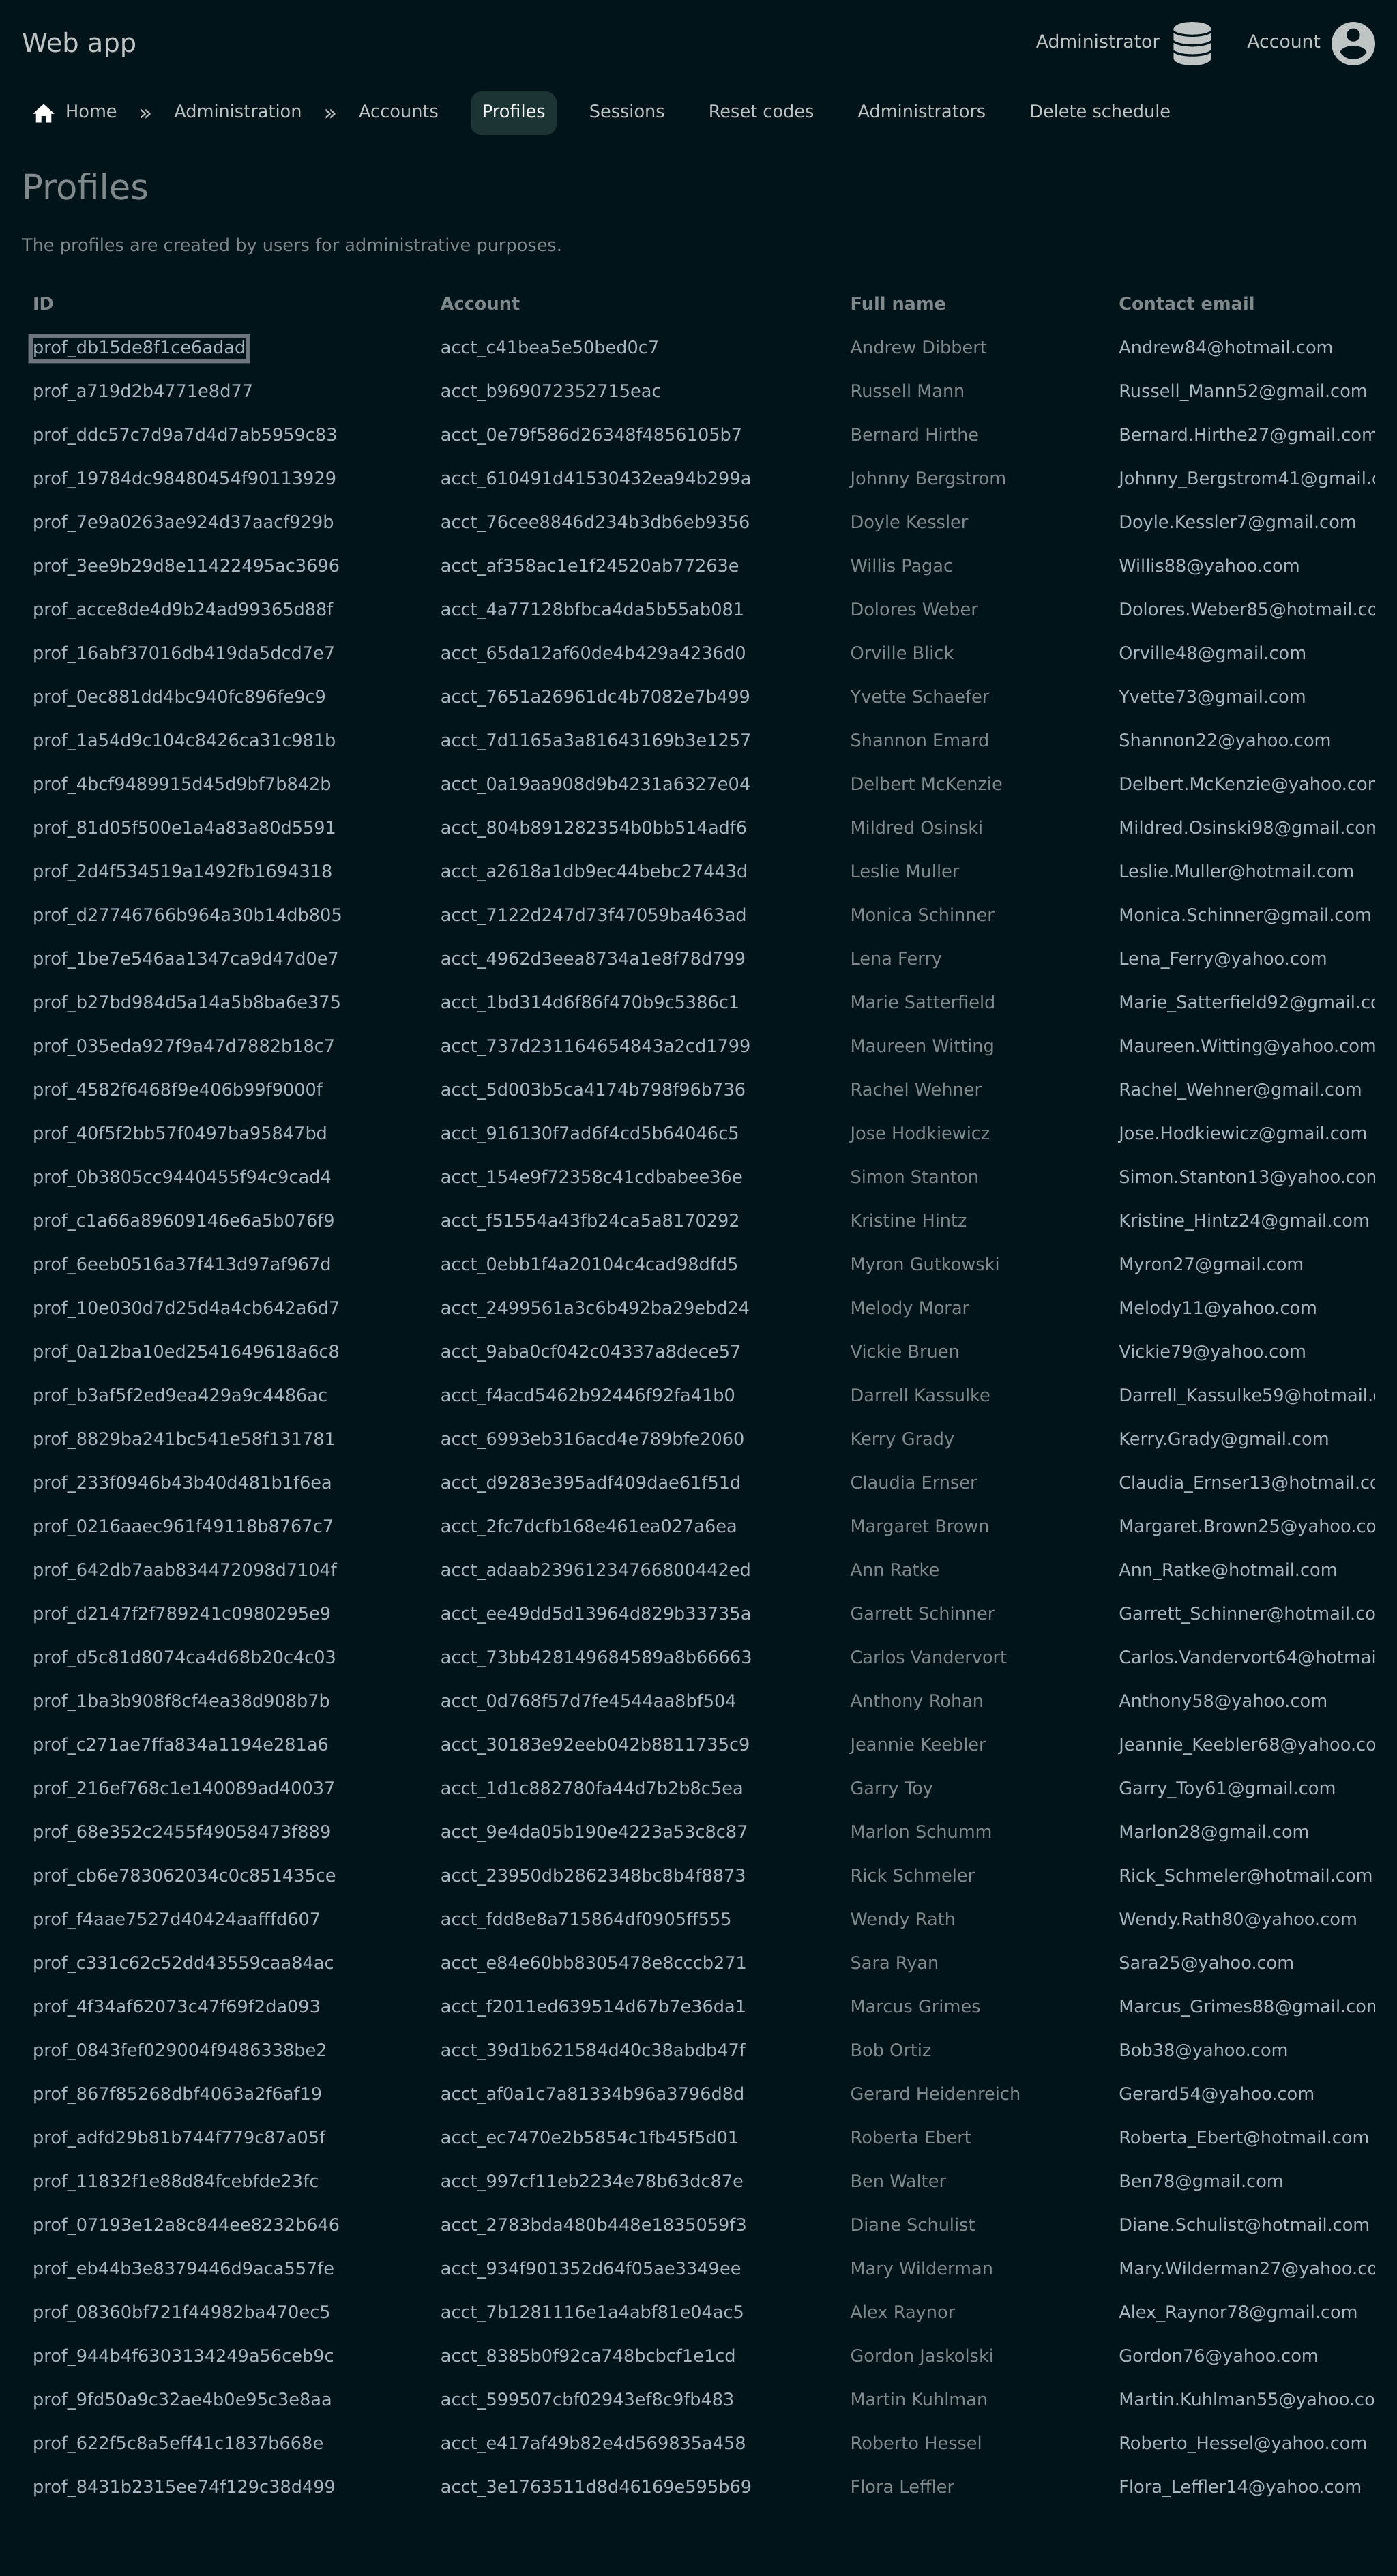 Web app Administrator Account
Home » Administration » Accounts Profiles Sessions Reset codes Administrators Delete schedule
Profiles
The profiles are created by users for administrative purposes.
ID Account Full name Contact email
prof_db15de8f1ce6adad acct_c41bea5e50bed0c7 Andrew Dibbert Andrew84@hotmail.com
prof_a719d2b4771e8d77 acct_b969072352715eac Russell Mann Russell_Mann52@gmail.com
prof_ddc57c7d9a7d4d7ab5959c83 acct_0e79f586d26348f4856105b7 Bernard Hirthe Bernard.Hirthe27@gmail.com
prof_19784dc98480454f90113929 acct_610491d41530432ea94b299a Johnny Bergstrom Johnny_Bergstrom41@gmail.c
prof_7e9a0263ae924d37aacf929b acct_76cee8846d234b3db6eb9356 Doyle Kessler Doyle.Kessler7@gmail.com
prof_3ee9b29d8e11422495ac3696 acct_af358ac1e1f24520ab77263e Willis Pagac Willis88@yahoo.com
prof_acce8de4d9b24ad99365d88f acct_4a77128bfbca4da5b55ab081 Dolores Weber Dolores.Weber85@hotmail.cc
prof_16abf37016db419da5dcd7e7 acct_65da12af60de4b429a4236d0 Orville Blick Orville48@gmail.com
prof_0ec881dd4bc940fc896fe9c9 acct_7651a26961dc4b7082e7b499 Yvette Schaefer Yvette73@gmail.com
prof_1a54d9c104c8426ca31c981b acct_7d1165a3a81643169b3e1257 Shannon Emard Shannon22@yahoo.com
prof_4bcf9489915d45d9bf7b842b acct_0a19aa908d9b4231a6327e04 Delbert McKenzie Delbert.McKenzie@yahoo.cor
prof_81d05f500e1a4a83a80d5591 acct_804b891282354b0bb514adf6 Mildred Osinski Mildred.Osinski98@gmail.con
prof_2d4f534519a1492fb1694318 acct_a2618a1db9ec44bebc27443d Leslie Muller Leslie.Muller@hotmail.com
prof_d27746766b964a30b14db805 acct_7122d247d73f47059ba463ad Monica Schinner Monica.Schinner@gmail.com
prof_1be7e546aa1347ca9d47d0e7 acct_4962d3eea8734a1e8f78d799 Lena Ferry Lena_Ferry@yahoo.com
prof_b27bd984d5a14a5b8ba6e375 acct_1bd314d6f86f470b9c5386c1 Marie Satterfield Marie_Satterfield92@gmail.cc
prof_035eda927f9a47d7882b18c7 acct_737d231164654843a2cd1799 Maureen Witting Maureen.Witting@yahoo.com
prof_4582f6468f9e406b99f9000f acct_5d003b5ca4174b798f96b736 Rachel Wehner Rachel_Wehner@gmail.com
prof_40f5f2bb57f0497ba95847bd acct_916130f7ad6f4cd5b64046c5 Jose Hodkiewicz Jose.Hodkiewicz@gmail.com
prof_0b3805cc9440455f94c9cad4 acct_154e9f72358c41cdbabee36e Simon Stanton Simon.Stanton13@yahoo.con
prof_c1a66a89609146e6a5b076f9 acct_f51554a43fb24ca5a8170292 Kristine Hintz Kristine_Hintz24@gmail.com
prof_6eeb0516a37f413d97af967d acct_0ebb1f4a20104c4cad98dfd5 Myron Gutkowski Myron27@gmail.com
prof_10e030d7d25d4a4cb642a6d7 acct_2499561a3c6b492ba29ebd24 Melody Morar Melody11@yahoo.com
prof_0a12ba10ed2541649618a6c8 acct_9aba0cf042c04337a8dece57 Vickie Bruen Vickie79@yahoo.com
prof_b3af5f2ed9ea429a9c4486ac acct_f4acd5462b92446f92fa41b0 Darrell Kassulke Darrell_Kassulke59@hotmail.
prof_8829ba241bc541e58f131781 acct_6993eb316acd4e789bfe2060 Kerry Grady Kerry.Grady@gmail.com
prof_233f0946b43b40d481b1f6ea acct_d9283e395adf409dae61f51d Claudia Ernser Claudia_Ernser13@hotmail.cc
prof_0216aaec961f49118b8767c7 acct_2fc7dcfb168e461ea027a6ea Margaret Brown Margaret.Brown25@yahoo.co
prof_642db7aab834472098d7104f acct_adaab23961234766800442ed Ann Ratke Ann_Ratke@hotmail.com
prof_d2147f2f789241c0980295e9 acct_ee49dd5d13964d829b33735a Garrett Schinner Garrett_Schinner@hotmail.co
prof_d5c81d8074ca4d68b20c4c03 acct_73bb428149684589a8b66663 Carlos Vandervort Carlos.Vandervort64@hotmai
prof_1ba3b908f8cf4ea38d908b7b acct_0d768f57d7fe4544aa8bf504 Anthony Rohan Anthony58@yahoo.com
prof_c271ae7ffa834a1194e281a6 acct_30183e92eeb042b8811735c9 Jeannie Keebler Jeannie_Keebler68@yahoo.co
prof_216ef768c1e140089ad40037 acct_1d1c882780fa44d7b2b8c5ea Garry Toy Garry_Toy61@gmail.com
prof_68e352c2455f49058473f889 acct_9e4da05b190e4223a53c8c87 Marlon Schumm Marlon28@gmail.com
prof_cb6e783062034c0c851435ce acct_23950db2862348bc8b4f8873 Rick Schmeler Rick_Schmeler@hotmail.com
prof_f4aae7527d40424aafffd607 acct_fdd8e8a715864df0905ff555 Wendy Rath Wendy.Rath80@yahoo.com
prof_c331c62c52dd43559caa84ac acct_e84e60bb8305478e8cccb271 Sara Ryan Sara25@yahoo.com
prof_4f34af62073c47f69f2da093 acct_f2011ed639514d67b7e36da1 Marcus Grimes Marcus_Grimes88@gmail.con
prof_0843fef029004f9486338be2 acct_39d1b621584d40c38abdb47f Bob Ortiz Bob38@yahoo.com
prof_867f85268dbf4063a2f6af19 acct_af0a1c7a81334b96a3796d8d Gerard Heidenreich Gerard54@yahoo.com
prof_adfd29b81b744f779c87a05f acct_ec7470e2b5854c1fb45f5d01 Roberta Ebert Roberta_Ebert@hotmail.com
prof_11832f1e88d84fcebfde23fc acct_997cf11eb2234e78b63dc87e Ben Walter Ben78@gmail.com
prof_07193e12a8c844ee8232b646 acct_2783bda480b448e1835059f3 Diane Schulist Diane.Schulist@hotmail.com
prof_eb44b3e8379446d9aca557fe acct_934f901352d64f05ae3349ee Mary Wilderman Mary.Wilderman27@yahoo.cc
prof_08360bf721f44982ba470ec5 acct_7b1281116e1a4abf81e04ac5 Alex Raynor Alex_Raynor78@gmail.com
prof_944b4f6303134249a56ceb9c acct_8385b0f92ca748bcbcf1e1cd Gordon Jaskolski Gordon76@yahoo.com
prof_9fd50a9c32ae4b0e95c3e8aa acct_599507cbf02943ef8c9fb483 Martin Kuhlman Martin.Kuhlman55@yahoo.co
prof_622f5c8a5eff41c1837b668e acct_e417af49b82e4d569835a458 Roberto Hessel Roberto_Hessel@yahoo.com
prof_8431b2315ee74f129c38d499 acct_3e1763511d8d46169e595b69 Flora Leffler Flora_Leffler14@yahoo.com